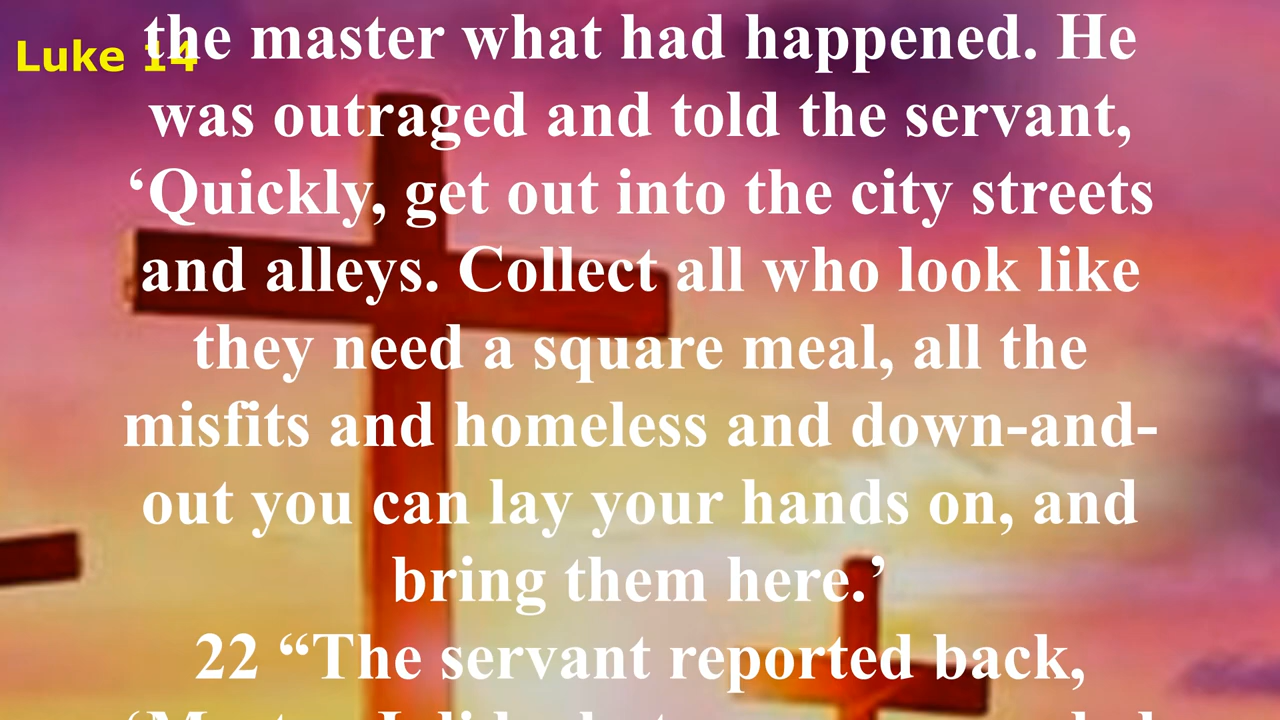 Luke 14
the master what had happened. He
was outraged and told the servant,
‘Quickly, get out into the city streets
and alleys. Collect all who look like
they need a square meal, all the
misfits and homeless and down-and-
out you can lay your hands on, and
bring them here.’
22 “The servant reported back,